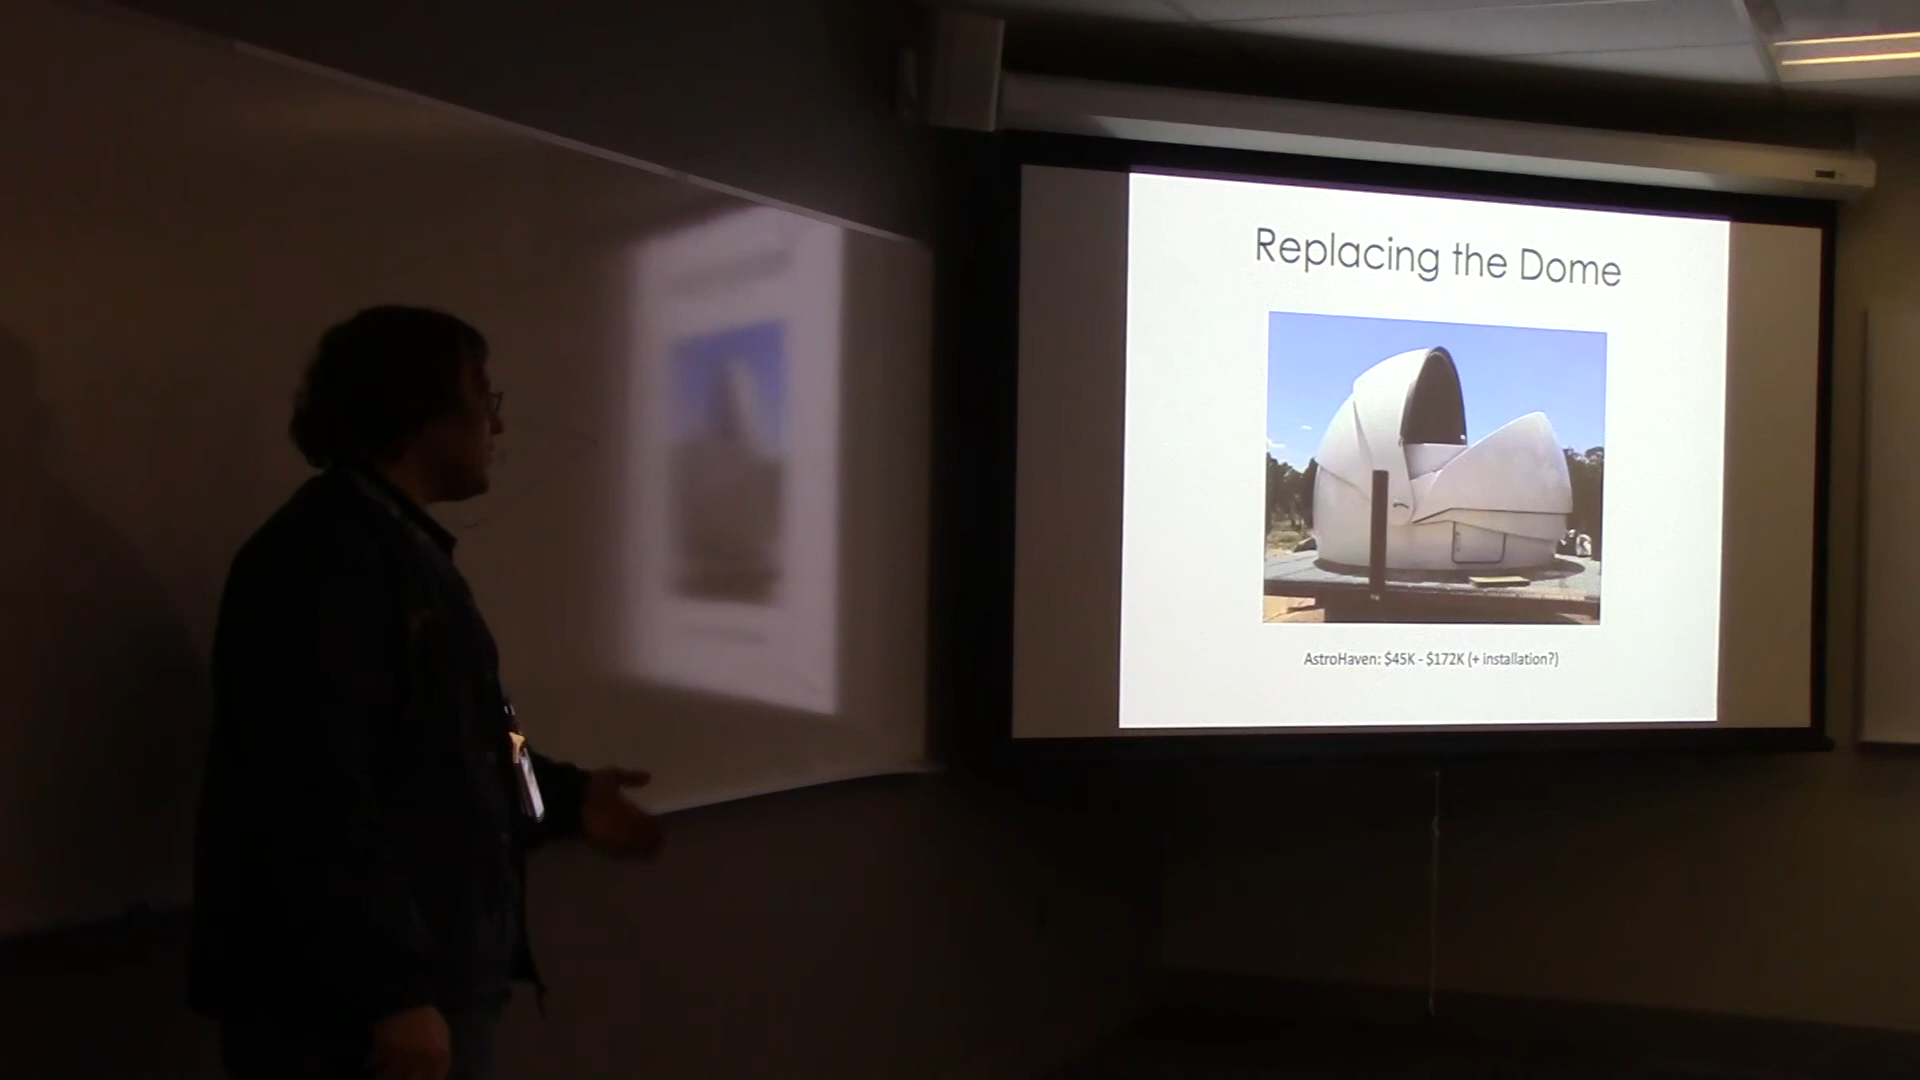 Replacing the Dome
AstroHaven: $45K - $172K (+ installation?)